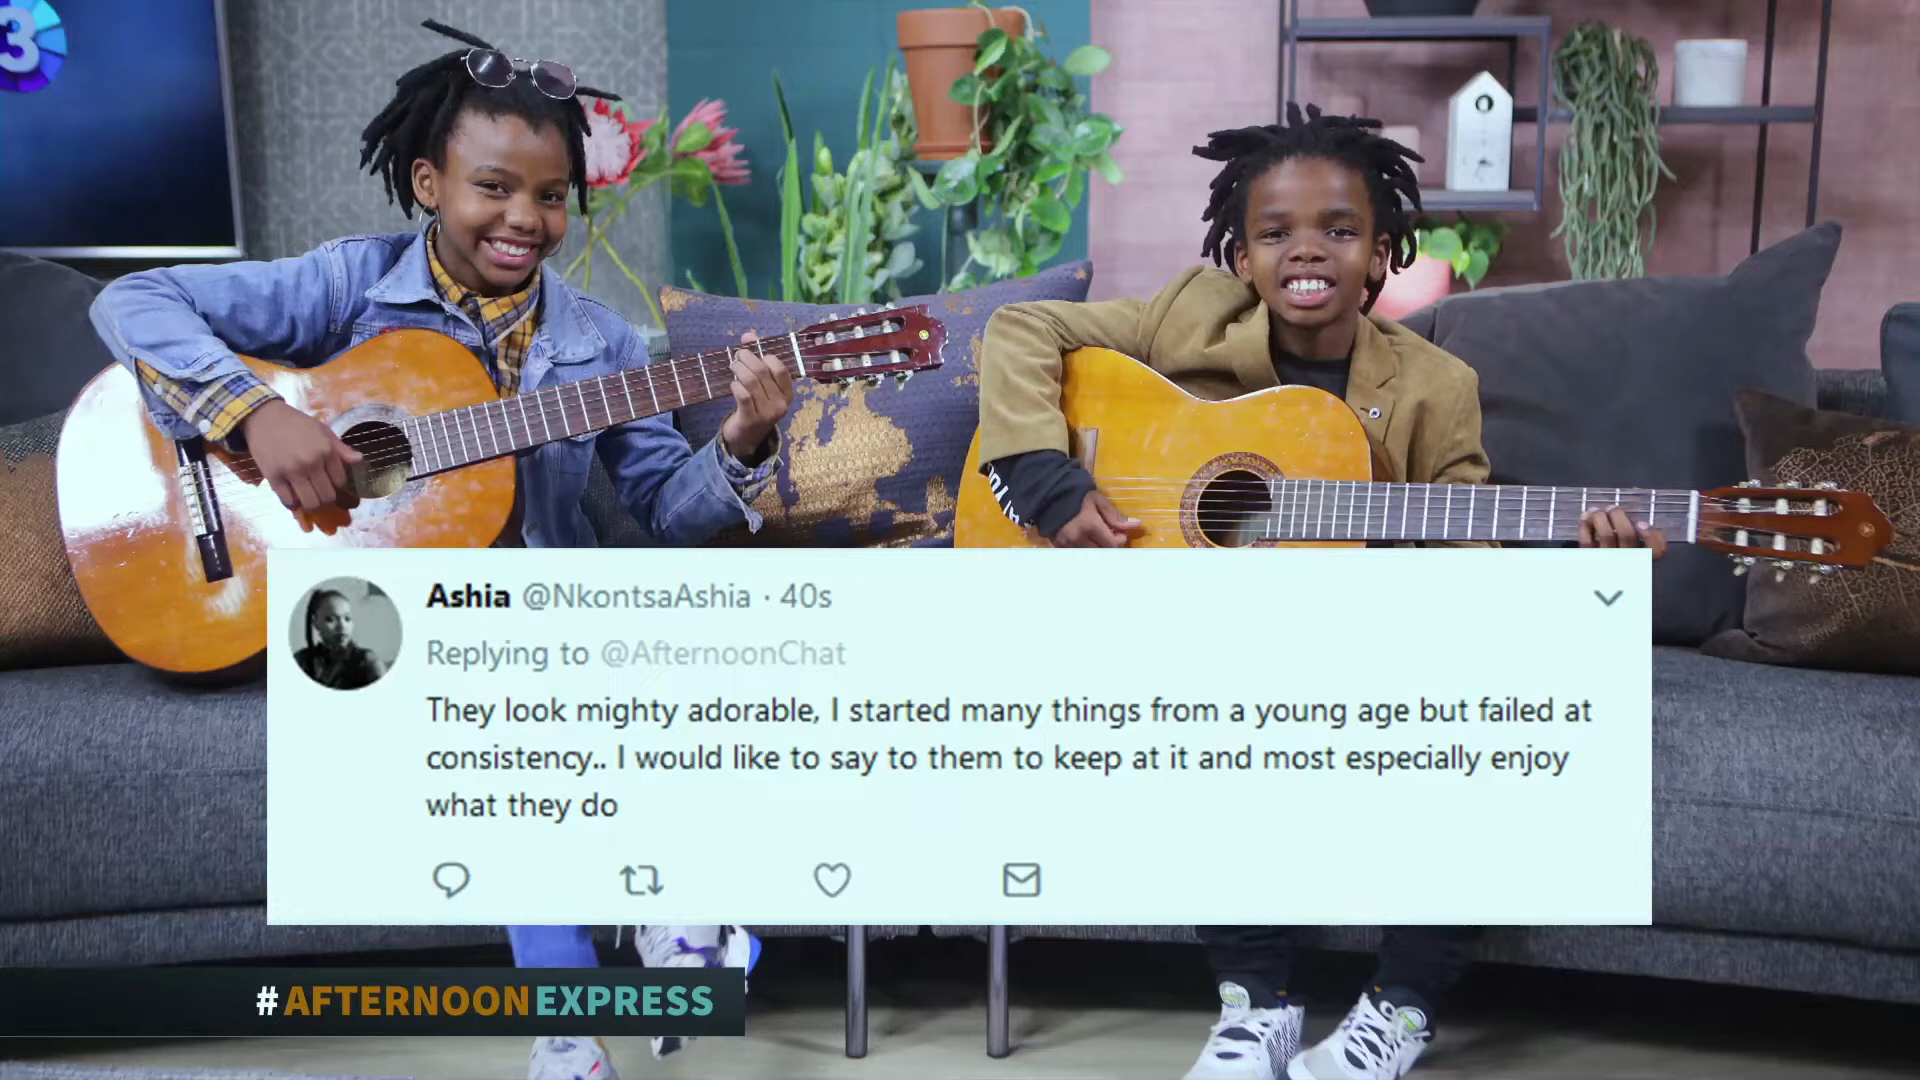 3
Ashia @NkontsaAshia · 40s
Replying to @AfternoonChat
They look mighty adorable, I started many things from a young age but failed at
consistency.. I would like to say to them to keep at it and most especially enjoy
what they do
#AFTERNOONEXPRESS